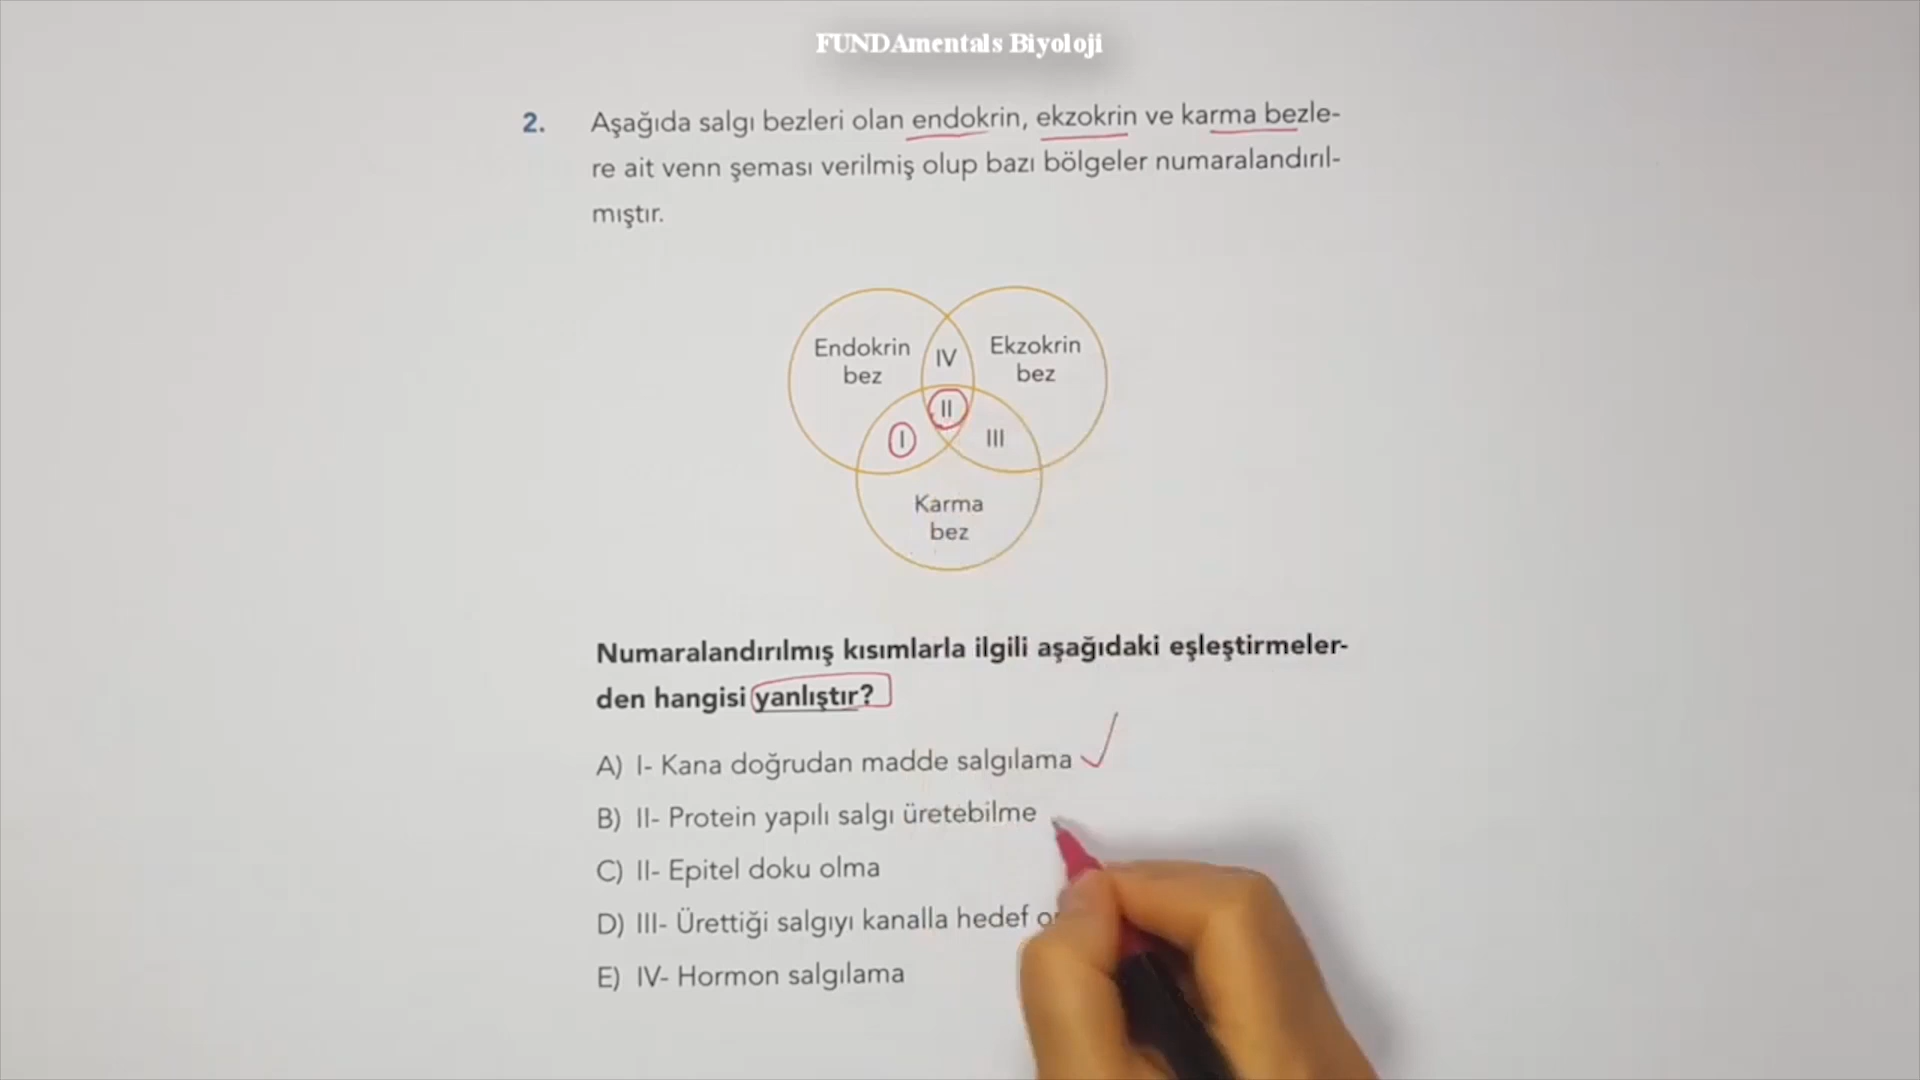 FUNDAmentals Biyoloji
2. Aşağıda salgı bezleri olan endokrin, ekzokrin ve karma bezle-
re ait venn şeması verilmiş olup bazı bölgeler numaralandırıl-
mıştır.
Endokrin
bez
IV
Ekzokrin
bez
II
I
III
Karma
bez
Numaralandırılmış kısımlarla ilgili aşağıdaki eşleştirmeler-
den hangisi yanlıştır?
A) I- Kana doğrudan madde salgılama
B) II- Protein yapılı salgı üretebilme
C) II- Epitel doku olma
D) III- Ürettiği salgıyı kanalla hedef
E) IV- Hormon salgılama